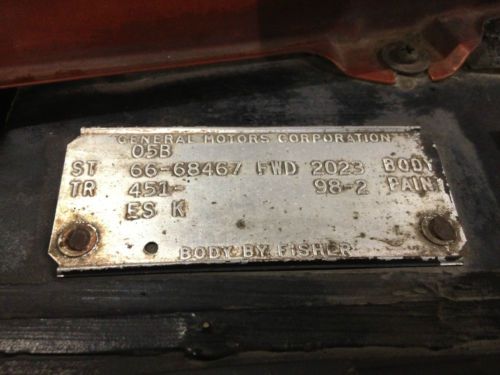 GENERAL MOTORS CORPORATION
05B
ST 66-68467 FWD 2023 BODY
TR 451- 98-2 PAINT
ES K
BODY BY FISHER